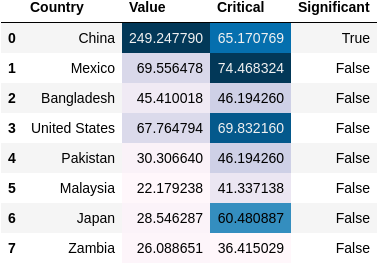 Country Value Critical Significant
0 China 249.247790 65.170769 True
1 Mexico 69.556478 74.468324 False
2 Bangladesh 45.410018 46.194260 False
3 United States 67.764794 69.832160 False
4 Pakistan 30.306640 46.194260 False
5 Malaysia 22.179238 41.337138 False
6 Japan 28.546287 60.480887 False
7 Zambia 26.088651 36.415029 False